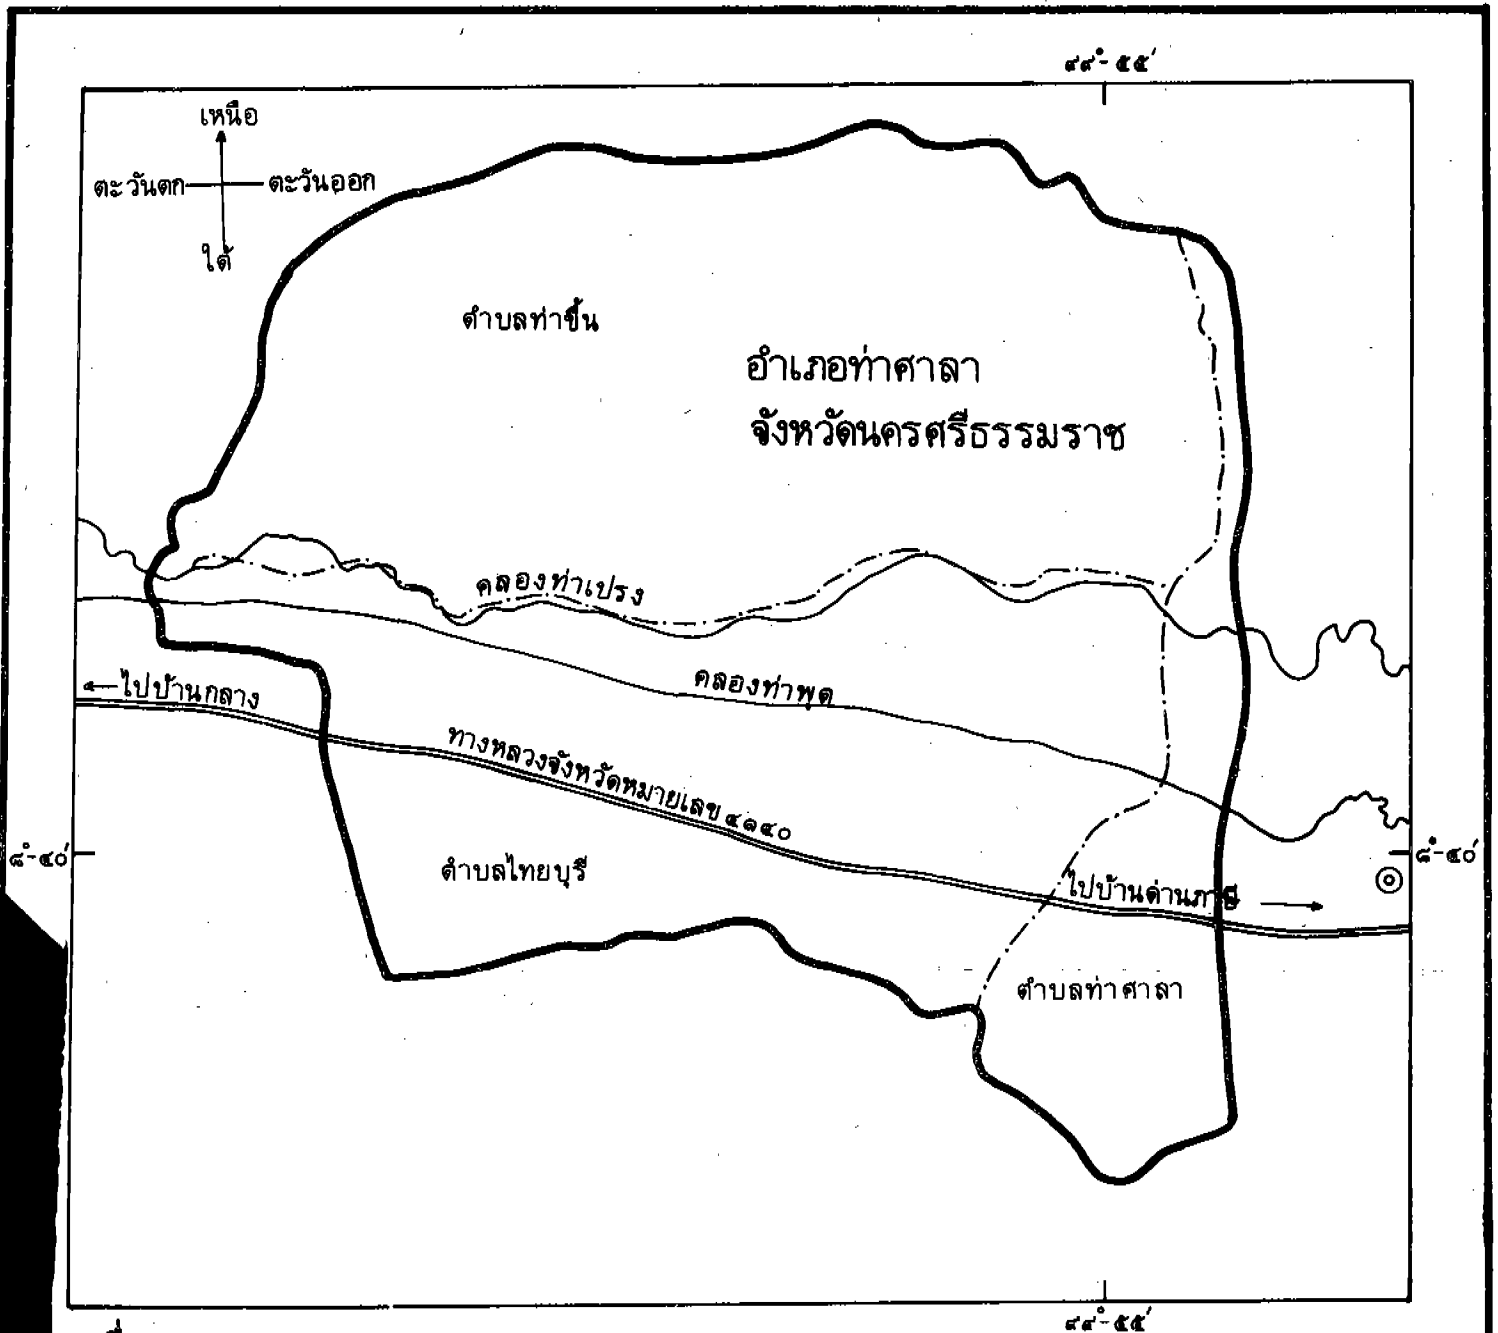 ๙๙°-๕๕′
เหนือ
ตะวันตก ตะวันออก
ใต้
ตำบลท่าขึ้น
อำเภอท่าศาลา
จังหวัดนครศรีธรรมราช
คลองท่าเปรง
คลองท่าพุด
ไปบ้านกลาง
ทางหลวงจังหวัดหมายเลข ๔๑๔๐
๘°-๔๐′ ๘°-๔๐′
ตำบลไทยบุรี
ไปบ้านด่านภาษี
ตำบลท่าศาลา
๙๙°-๕๕′